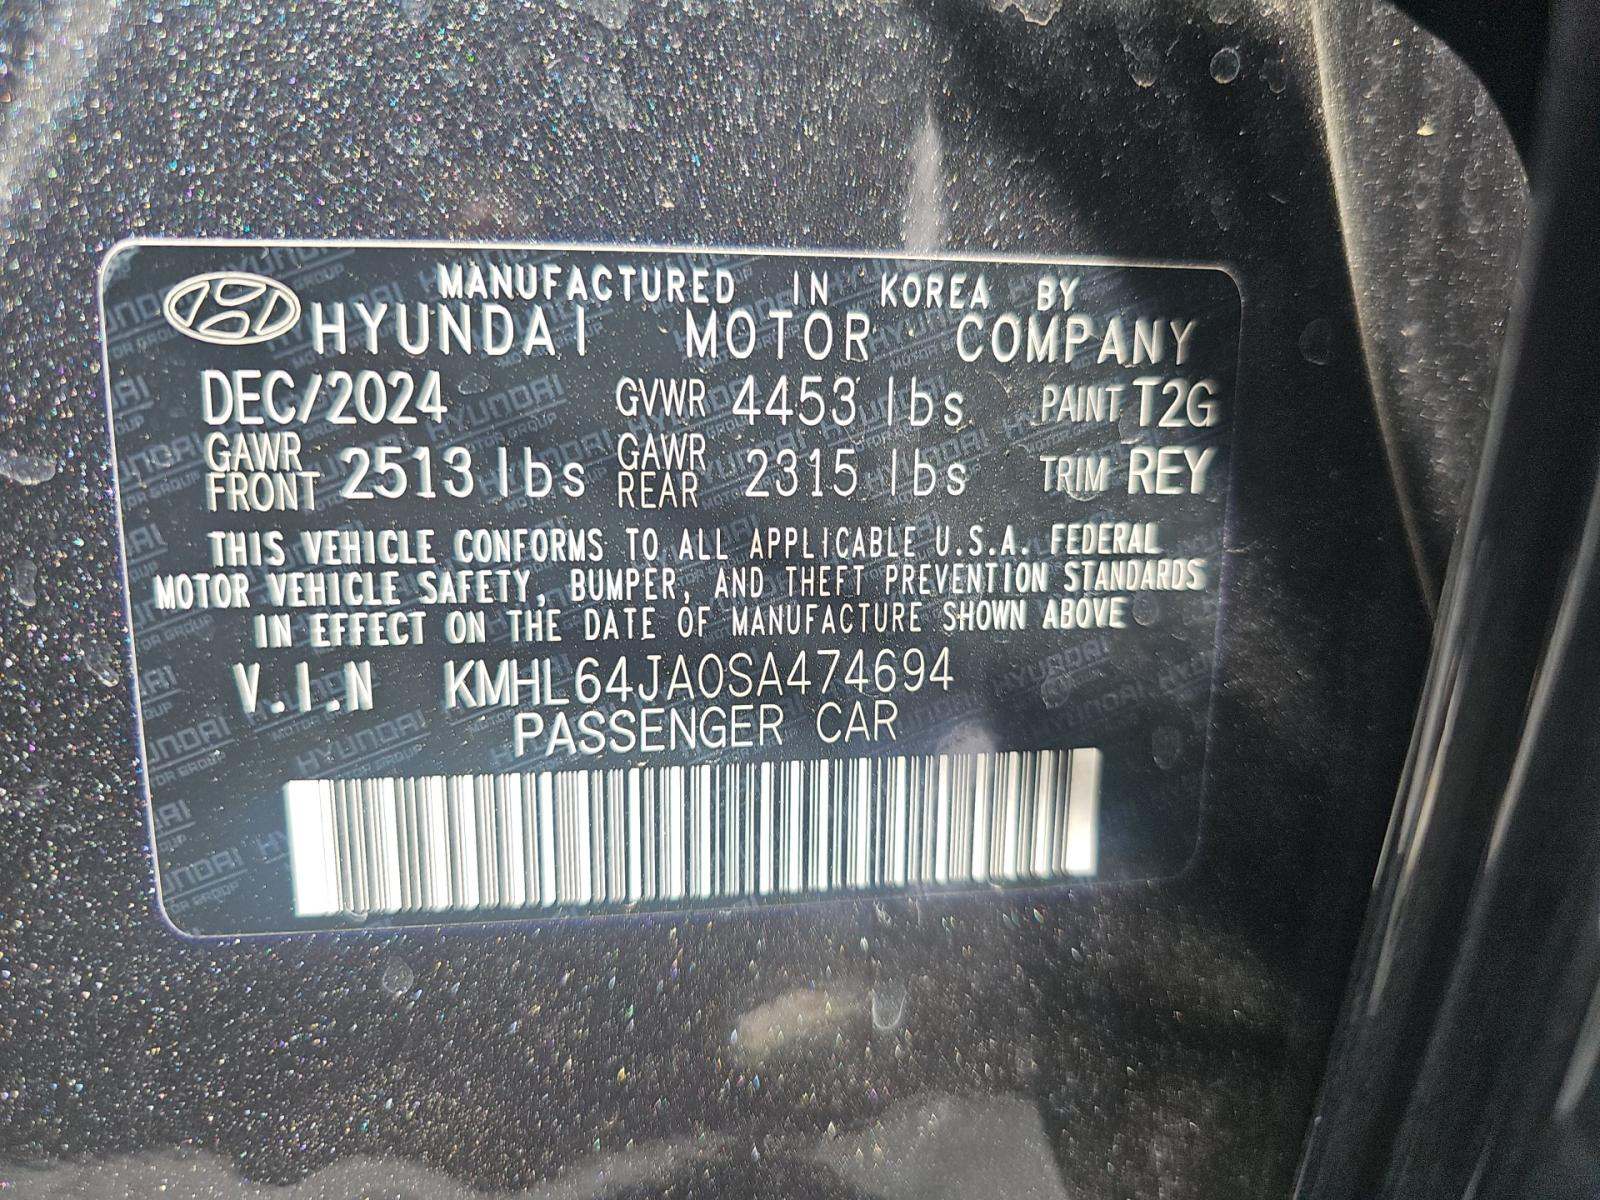 MANUFACTURED IN KOREA BY
HYUNDAI MOTOR COMPANY
DEC/2024 GVWR 4453 lbs PAINT T2G
GAWR FRONT 2513 lbs GAWR REAR 2315 lbs TRIM REY
THIS VEHICLE CONFORMS TO ALL APPLICABLE U.S.A. FEDERAL
MOTOR VEHICLE SAFETY, BUMPER, AND THEFT PREVENTION STANDARDS
IN EFFECT ON THE DATE OF MANUFACTURE SHOWN ABOVE
V.I.N KMHL64JA0SA474694
PASSENGER CAR